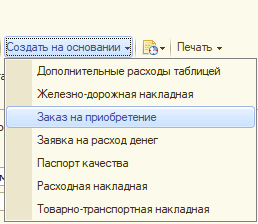 Создать на основании Печать
Дополнительные расходы таблицей
Железно-дорожная накладная
Заказ на приобретение
Заявка на расход денег
Паспорт качества
Расходная накладная
Товарно-транспортная накладная